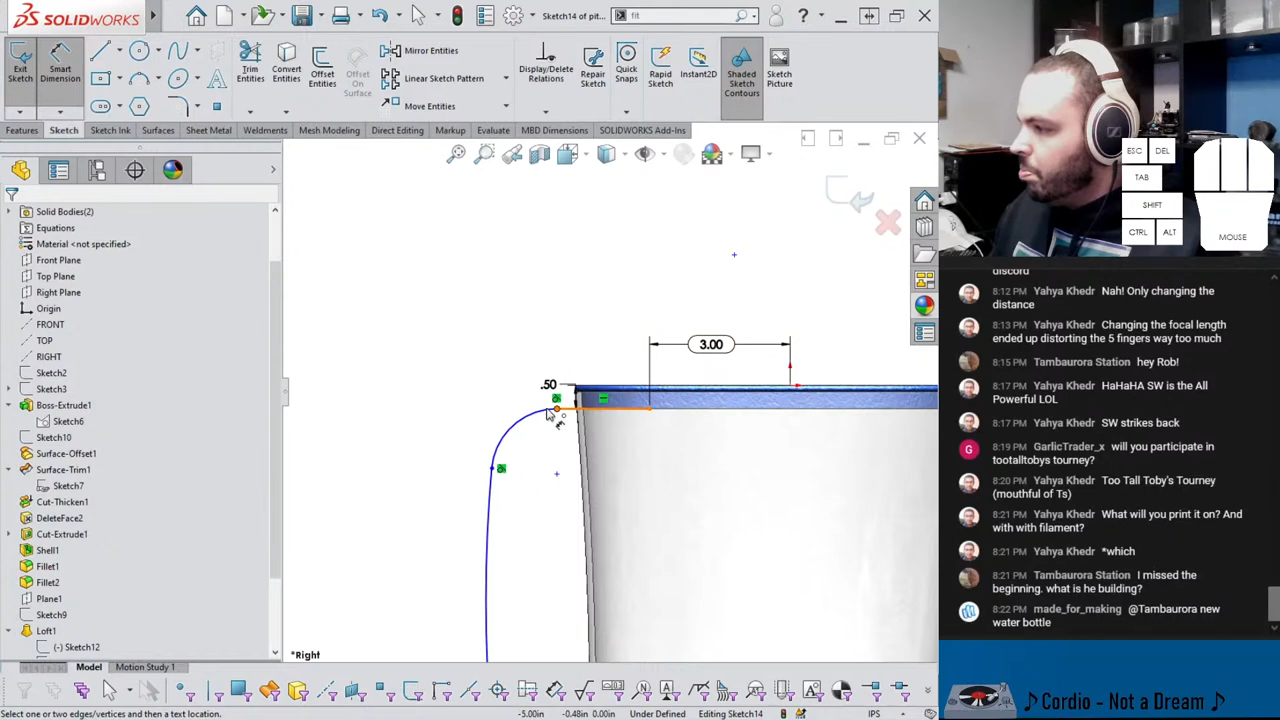 SOLIDWORKS
Sketch14 of pit...
fit
Exit Sketch
Smart Dimension
Trim Entities
Convert Entities
Offset Entities
Offset On Surface
Mirror Entities
Linear Sketch Pattern
Move Entities
Display/Delete Relations
Repair Sketch
Quick Snaps
Rapid Sketch
Instant2D
Shaded Sketch Contours
Sketch Picture
Features
Sketch
Sketch Ink
Surfaces
Sheet Metal
Weldments
Mesh Modeling
Direct Editing
Markup
Evaluate
MBD Dimensions
SOLIDWORKS Add-Ins
Solid Bodies(2)
Equations
Material <not specified>
Front Plane
Top Plane
Right Plane
Origin
FRONT
TOP
RIGHT
Sketch2
Sketch3
Boss-Extrude1
Sketch6
Sketch10
Surface-Offset1
Surface-Trim1
Sketch7
Cut-Thicken1
DeleteFace2
Cut-Extrude1
Shell1
Fillet1
Fillet2
Plane1
Sketch9
Loft1
(-) Sketch12
3.00
.50
*Right
Model
Motion Study 1
Select one or two edges/vertices and then a text location.
-5.00in
-0.48in
0.00in
Under Defined
Editing Sketch14
IPS
ESC
DEL
TAB
SHIFT
CTRL
ALT
MOUSE
discord
8:12 PM Yahya Khedr Nah! Only changing the
distance
8:13 PM Yahya Khedr Changing the focal length
ended up distorting the 5 fingers way too much
8:15 PM Tambaurora Station hey Rob!
8:17 PM Yahya Khedr HaHaHA SW is the All
Powerful LOL
8:17 PM Yahya Khedr SW strikes back
8:19 PM GarlicTrader_x will you participate in
tootalltobys tourney?
8:20 PM Yahya Khedr Too Tall Toby's Tourney
(mouthful of Ts)
8:21 PM Yahya Khedr What will you print it on? And
with with filament?
8:21 PM Yahya Khedr *which
8:21 PM Tambaurora Station I missed the
beginning. what is he building?
8:22 PM made_for_making @Tambaurora new
water bottle
♪ Cordio - Not a Dream ♪